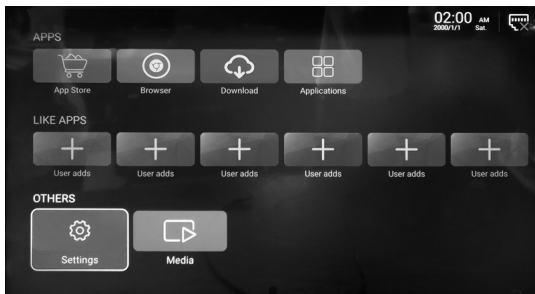 02:00 AM
2000/1/1 Sat.
APPS
App Store Browser Download Applications
LIKE APPS
User adds User adds User adds User adds User adds User adds
OTHERS
Settings Media